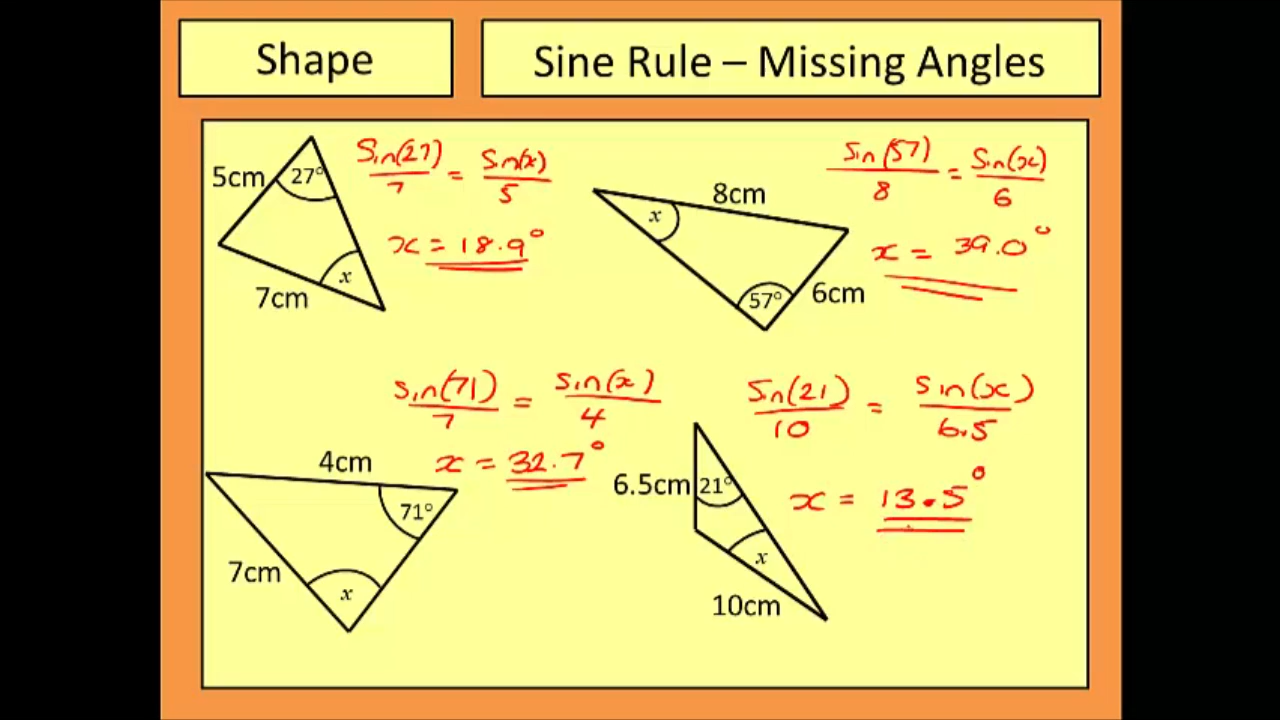 Shape
Sine Rule – Missing Angles
5cm
27°
x
7cm
Sin(27)/7 = Sin(x)/5
x = 18.9°
8cm
x
57°
6cm
Sin(57)/8 = Sin(x)/6
x = 39.0°
4cm
71°
7cm
x
Sin(71)/7 = Sin(x)/4
x = 32.7°
6.5cm
21°
x
10cm
Sin(21)/10 = Sin(x)/6.5
x = 13.5°